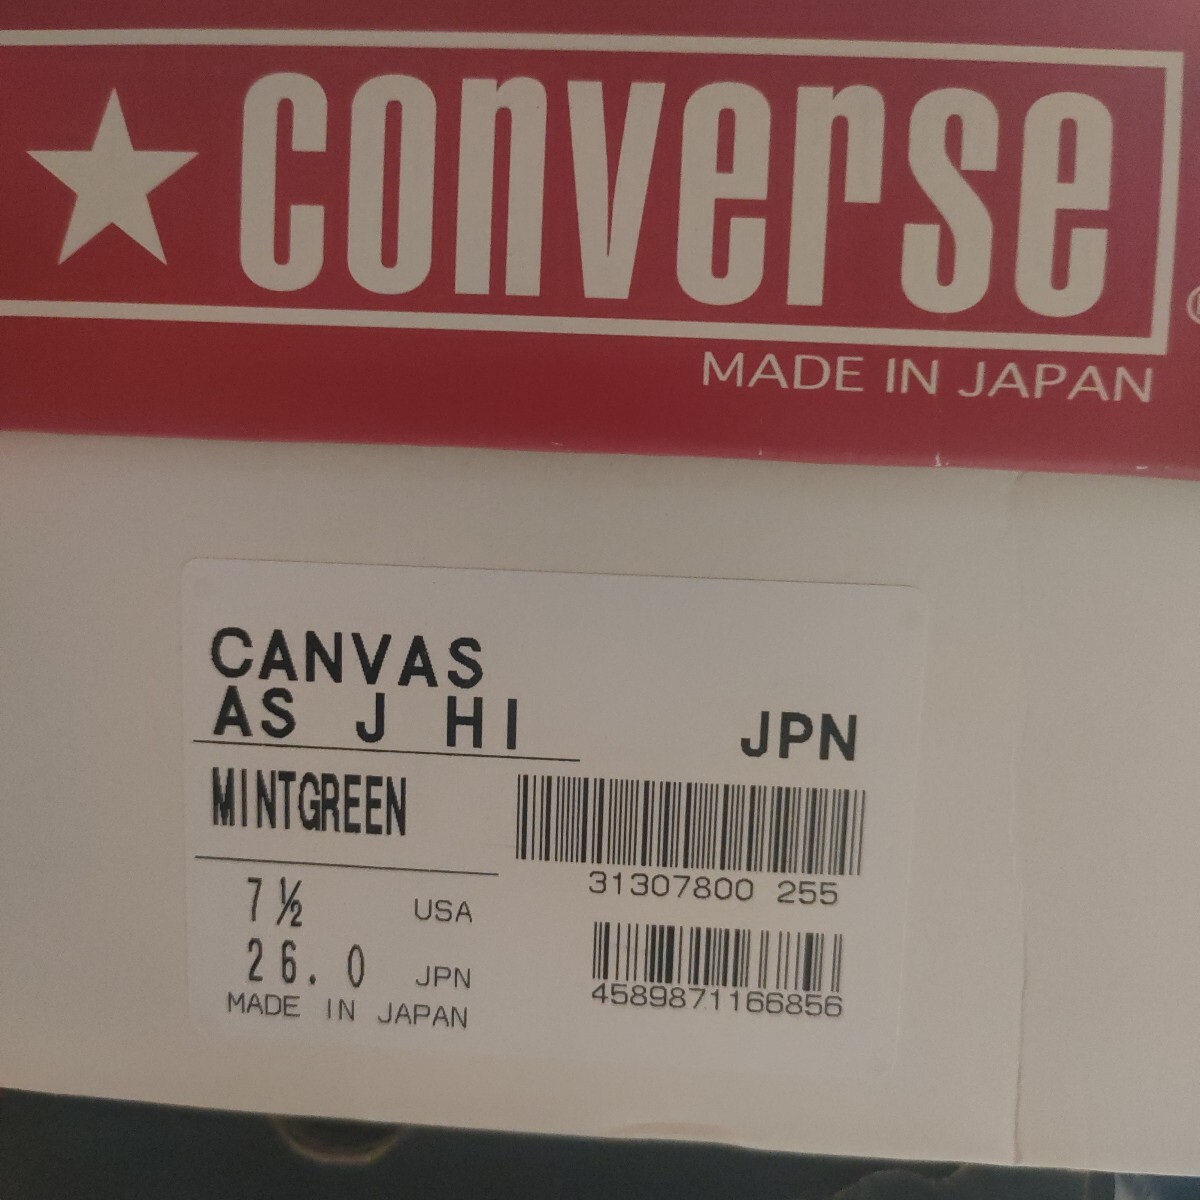 CONVERSE
MADE IN JAPAN
CANVAS
AS J HI
JPN
MINTGREEN
31307800 255
7½ USA
26.0 JPN
MADE IN JAPAN
4589871166856